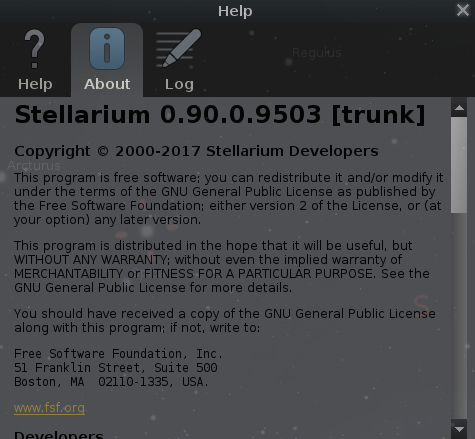 Help
Regulus
Help
About
Log
Stellarium 0.90.0.9503 [trunk]
Copyright © 2000-2017 Stellarium Developers
Arcturus
This program is free software; you can redistribute it and/or modify it
under the terms of the GNU General Public License as published by
the Free Software Foundation; either version 2 of the License, or (at
your option) any later version.
This program is distributed in the hope that it will be useful, but
WITHOUT ANY WARRANTY; without even the implied warranty of
MERCHANTABILITY or FITNESS FOR A PARTICULAR PURPOSE. See the
GNU General Public License for more details.
You should have received a copy of the GNU General Public License
along with this program; if not, write to:
S
Free Software Foundation, Inc.
51 Franklin Street, Suite 500
Boston, MA 02110-1335, USA.
www.fsf.org
Developers